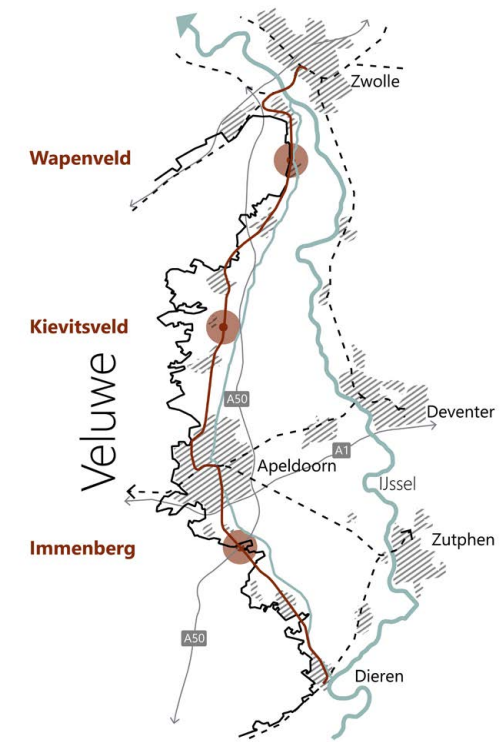 Zwolle
Wapenveld
Kievitsveld
Veluwe
A50
Deventer
A1
Apeldoorn
IJssel
Zutphen
Immenberg
A50
Dieren